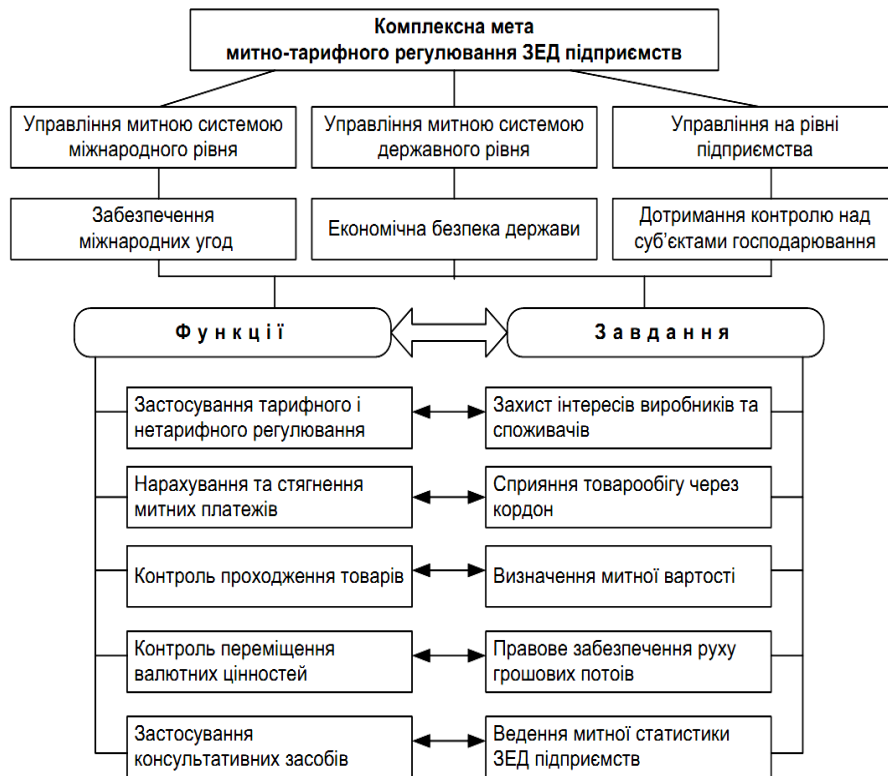 Комплексна мета
митно-тарифного регулювання ЗЕД підприємств
Управління митною системою
міжнародного рівня
Управління митною системою
державного рівня
Управління на рівні
підприємства
Забезпечення
міжнародних угод
Економічна безпека держави
Дотримання контролю над
суб’єктами господарювання
Функції
Завдання
Застосування тарифного і
нетарифного регулювання
Захист інтересів виробників та
споживачів
Нарахування та стягнення
митних платежів
Сприяння товарообігу через
кордон
Контроль проходження товарів
Визначення митної вартості
Контроль переміщення
валютних цінностей
Правове забезпечення руху
грошових потоів
Застосування
консультативних засобів
Ведення митної статистики
ЗЕД підприємств